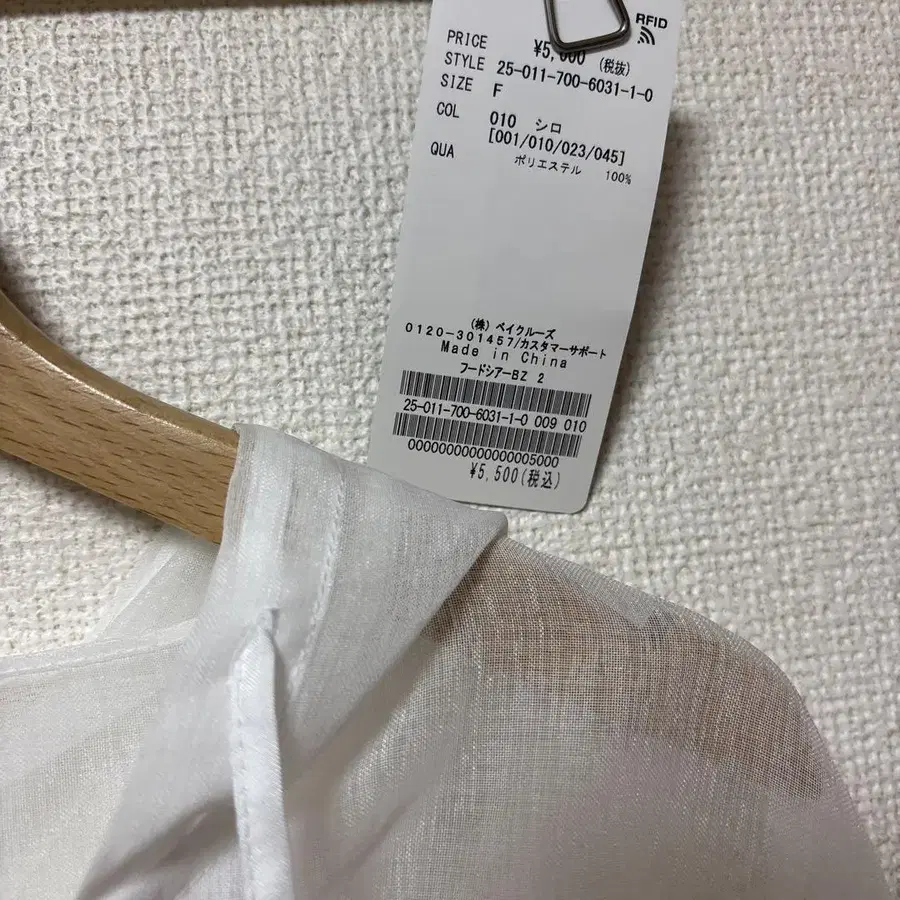 RFID
PRICE ¥5,000 (税抜)
STYLE 25-011-700-6031-1-0
SIZE F
COL 010 シロ
[001/010/023/045]
QUA ポリエステル 100%
(株) ベイクルーズ
0120-301457/カスタマーサポート
Made in China
フードシアーBZ 2
25-011-700-6031-1-0 009 010
00000000000000005000
¥5,500(税込)